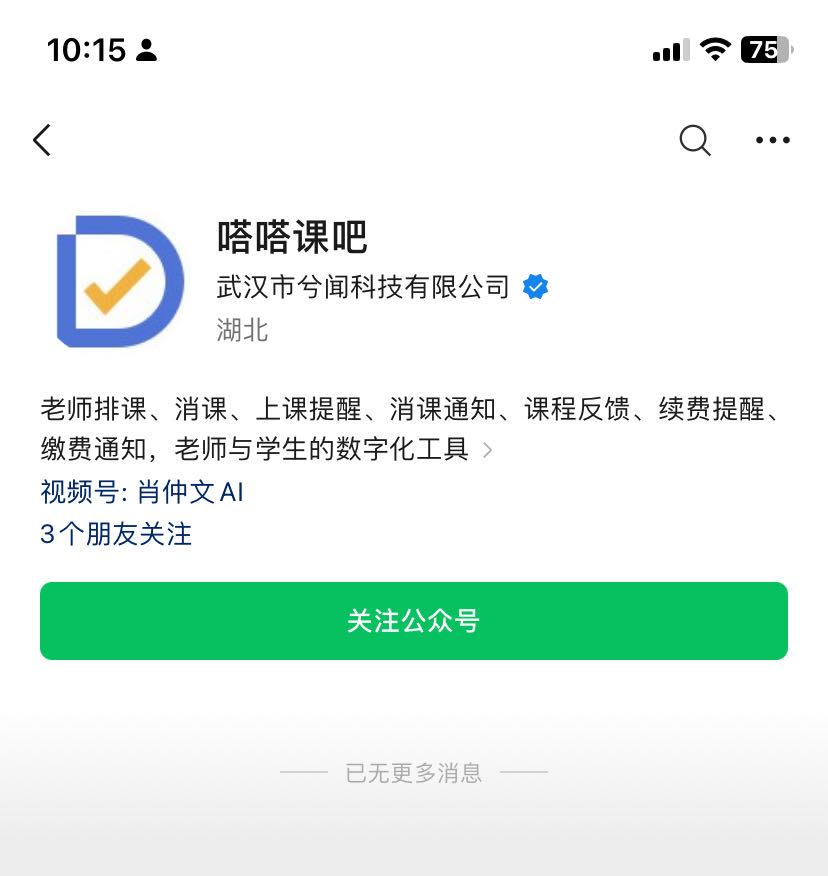 10:15
75
嗒嗒课吧
武汉市兮闻科技有限公司
湖北
老师排课、消课、上课提醒、消课通知、课程反馈、续费提醒、
缴费通知，老师与学生的数字化工具
视频号: 肖仲文AI
3个朋友关注
关注公众号
已无更多消息